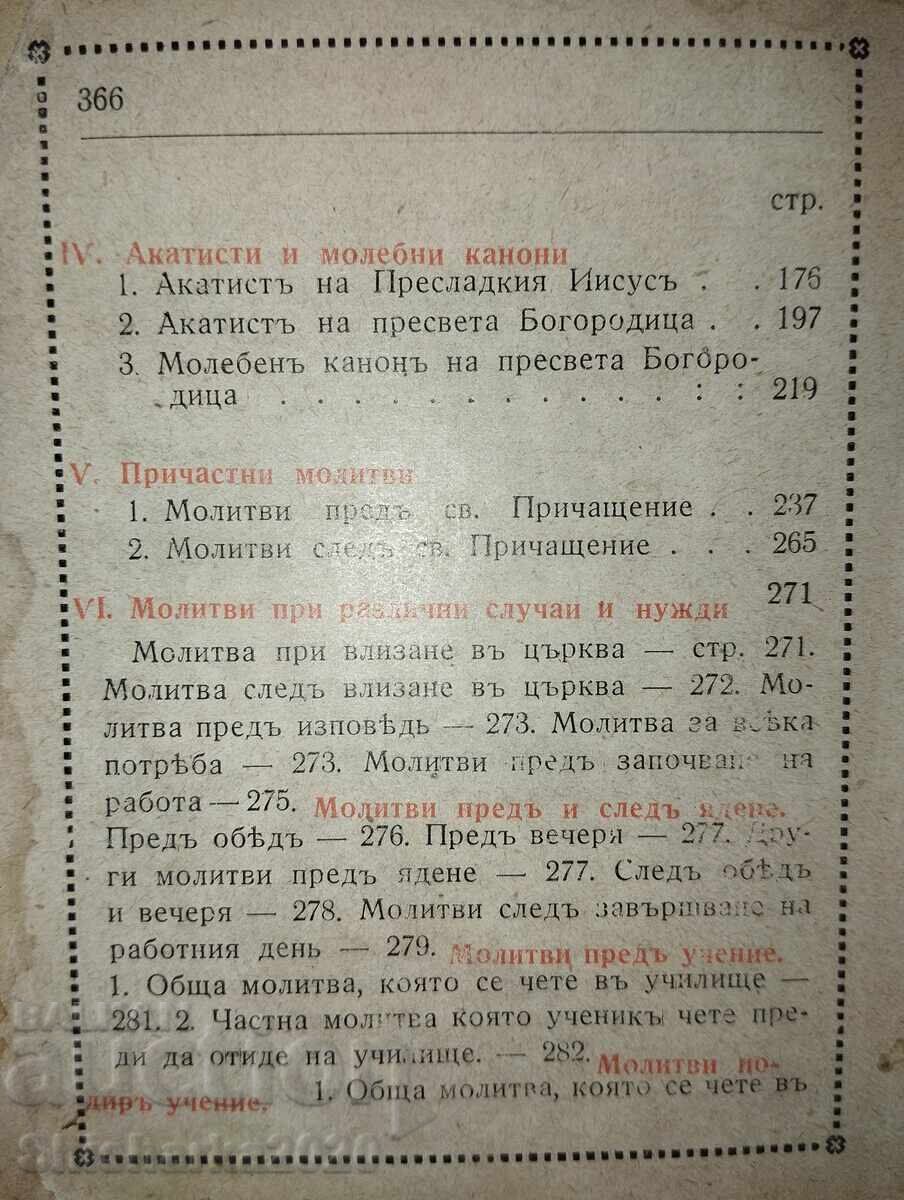 366
стр.
IV. Акатисти и молебни канони
1. Акатистъ на Пресладкия Иисусъ . . 176
2. Акатистъ на пресвета Богородица . . 197
3. Молебенъ канонъ на пресвета Богоро-
дица . . . . . . . . . . . : : 219
V. Причастни молитви
1. Молитви предъ св. Причащение . . 237
2. Молитви следъ св. Причащение . . . 265
VI. Молитви при различни случаи и нужди 271
Молитва при влизане въ църква — стр. 271.
Молитва следъ влизане въ църква — 272. Мо-
литва предъ изповѣдь — 273. Молитва за всѣка
потрѣба — 273. Молитви предъ започване на
работа — 275. Молитви предъ и следъ ядене.
Предъ обѣдъ — 276. Предъ вечеря — 277. Дру-
ги молитви предъ ядене — 277. Следъ обѣдъ
и вечеря — 278. Молитви следъ завършване на
работния день — 279. Молитви предъ учение.
1. Обща молитва, която се чете въ училище —
281. 2. Частна молитва която ученикъ чете пре-
ди да отиде на училище. — 282. Молитви по-
диръ учение. 1. Обща молитва, която се чете въ